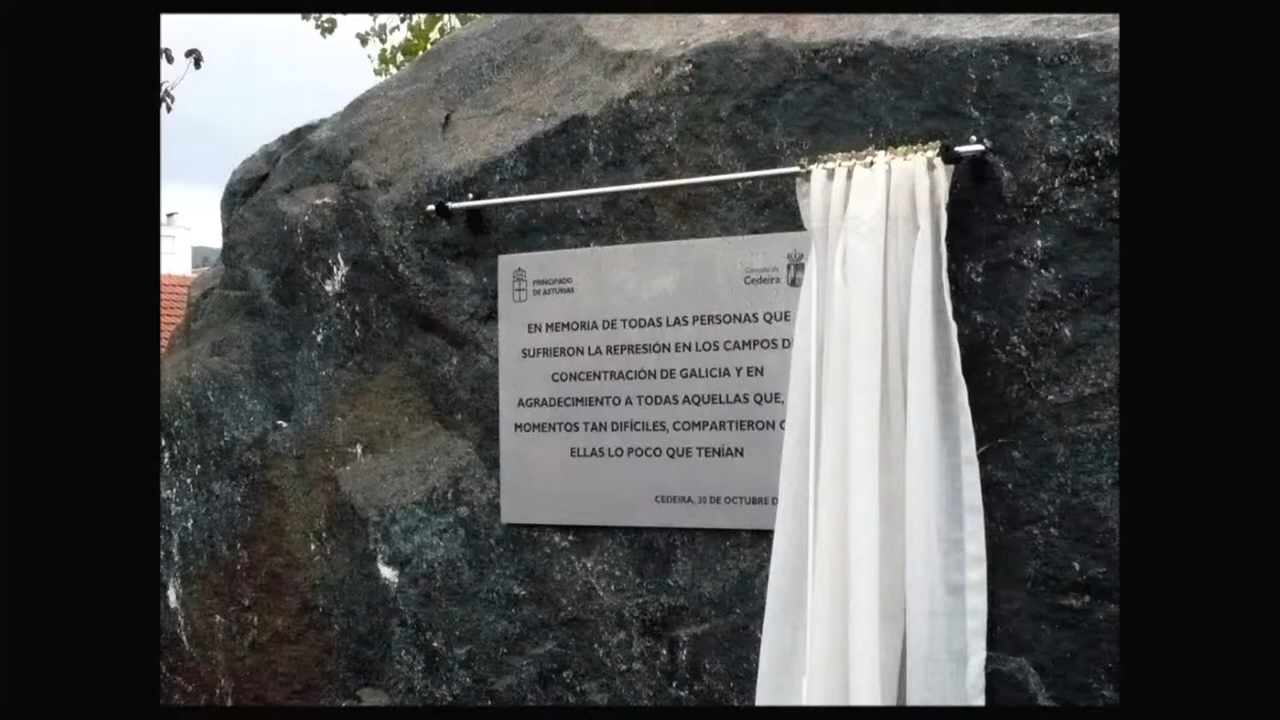 PRINCIPADO
DE ASTURIAS
Concello de
Cedeira
EN MEMORIA DE TODAS LAS PERSONAS QUE
SUFRIERON LA REPRESIÓN EN LOS CAMPOS
CONCENTRACIÓN DE GALICIA Y EN
AGRADECIMIENTO A TODAS AQUELLAS QUE,
MOMENTOS TAN DIFÍCILES, COMPARTIERON
ELLAS LO POCO QUE TENÍAN
CEDEIRA, 30 DE OCTUBRE